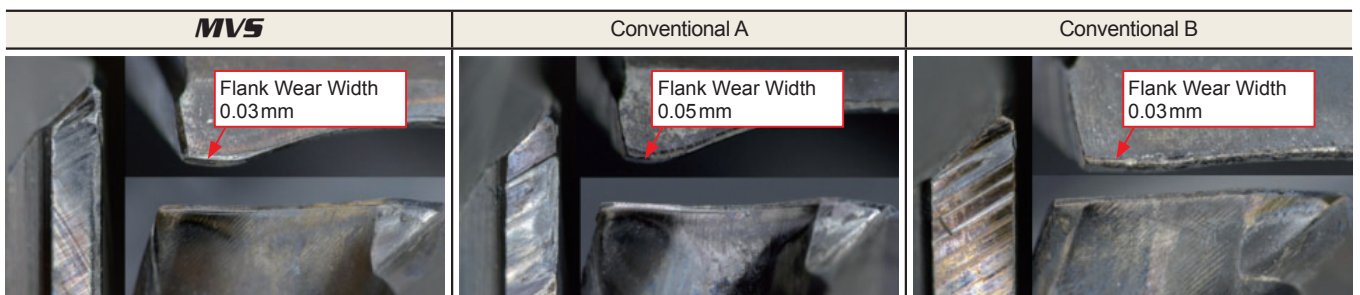 MVS
Conventional A
Conventional B
Flank Wear Width
0.03mm
Flank Wear Width
0.05mm
Flank Wear Width
0.03mm